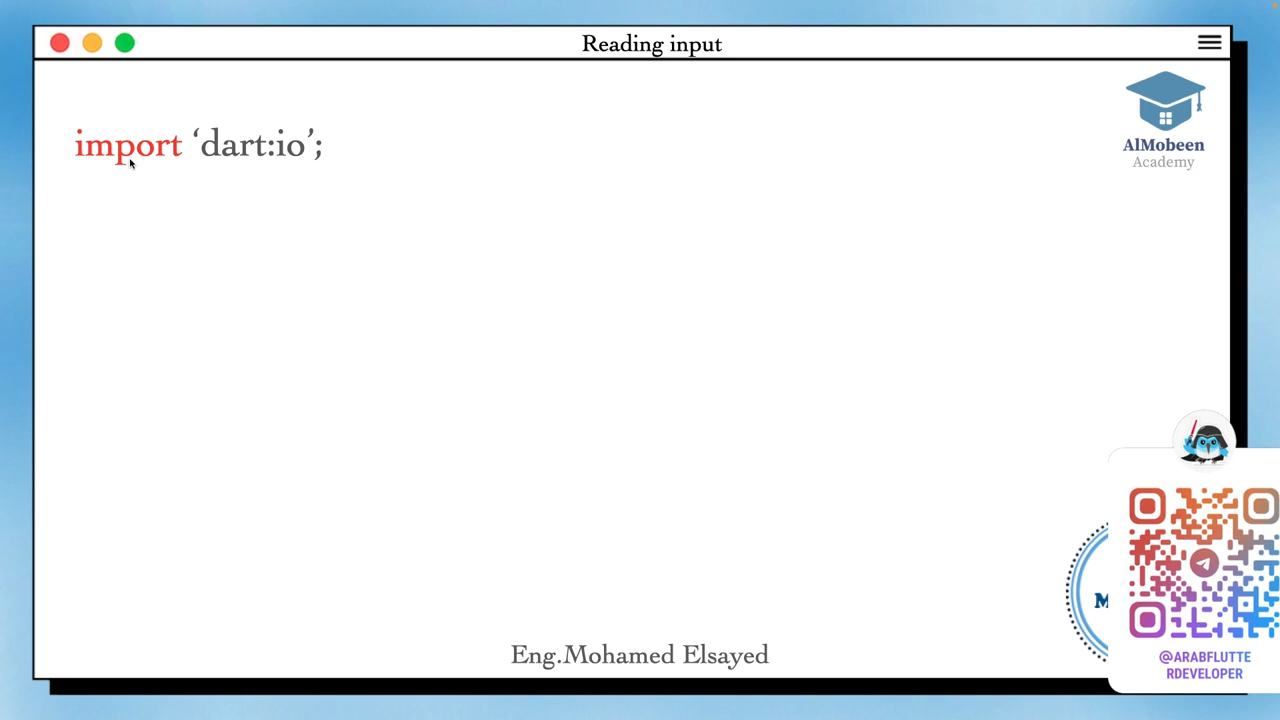 Reading input
AlMobeen
Academy
import ‘dart:io’;
@ARABFLUTTE
RDEVELOPER
Eng.Mohamed Elsayed